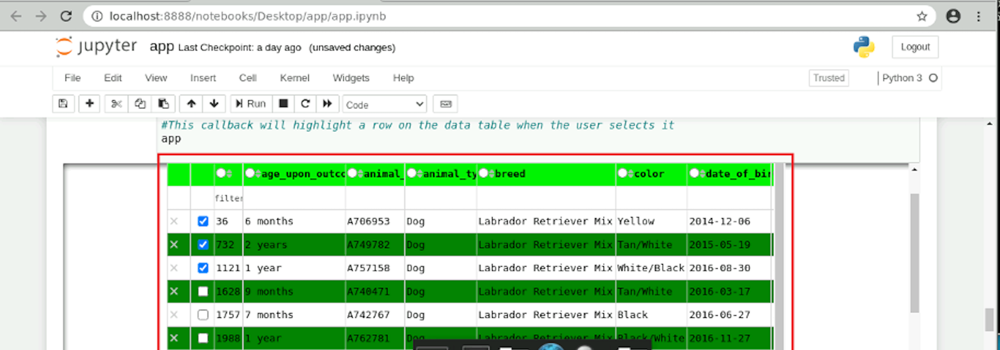 localhost:8888/notebooks/Desktop/app/app.ipynb
jupyter app Last Checkpoint: a day ago (unsaved changes) Logout
File Edit View Insert Cell Kernel Widgets Help Trusted Python 3
Run Code
#This callback will highlight a row on the data table when the user selects it
app
age_upon_outco animal_ animal_ty breed color date_of_bir
filter
36 6 months A706953 Dog Labrador Retriever Mix Yellow 2014-12-06
732 2 years A749782 Dog Labrador Retriever Mix Tan/White 2015-05-19
1121 1 year A757158 Dog Labrador Retriever Mix White/Black 2016-08-30
1628 9 months A740471 Dog Labrador Retriever Mix Tan/White 2016-03-17
1757 7 months A742767 Dog Labrador Retriever Mix Black 2016-06-27
1988 1 year A762781 Dog Labrador Retriever Mix Black/White 2016-11-27